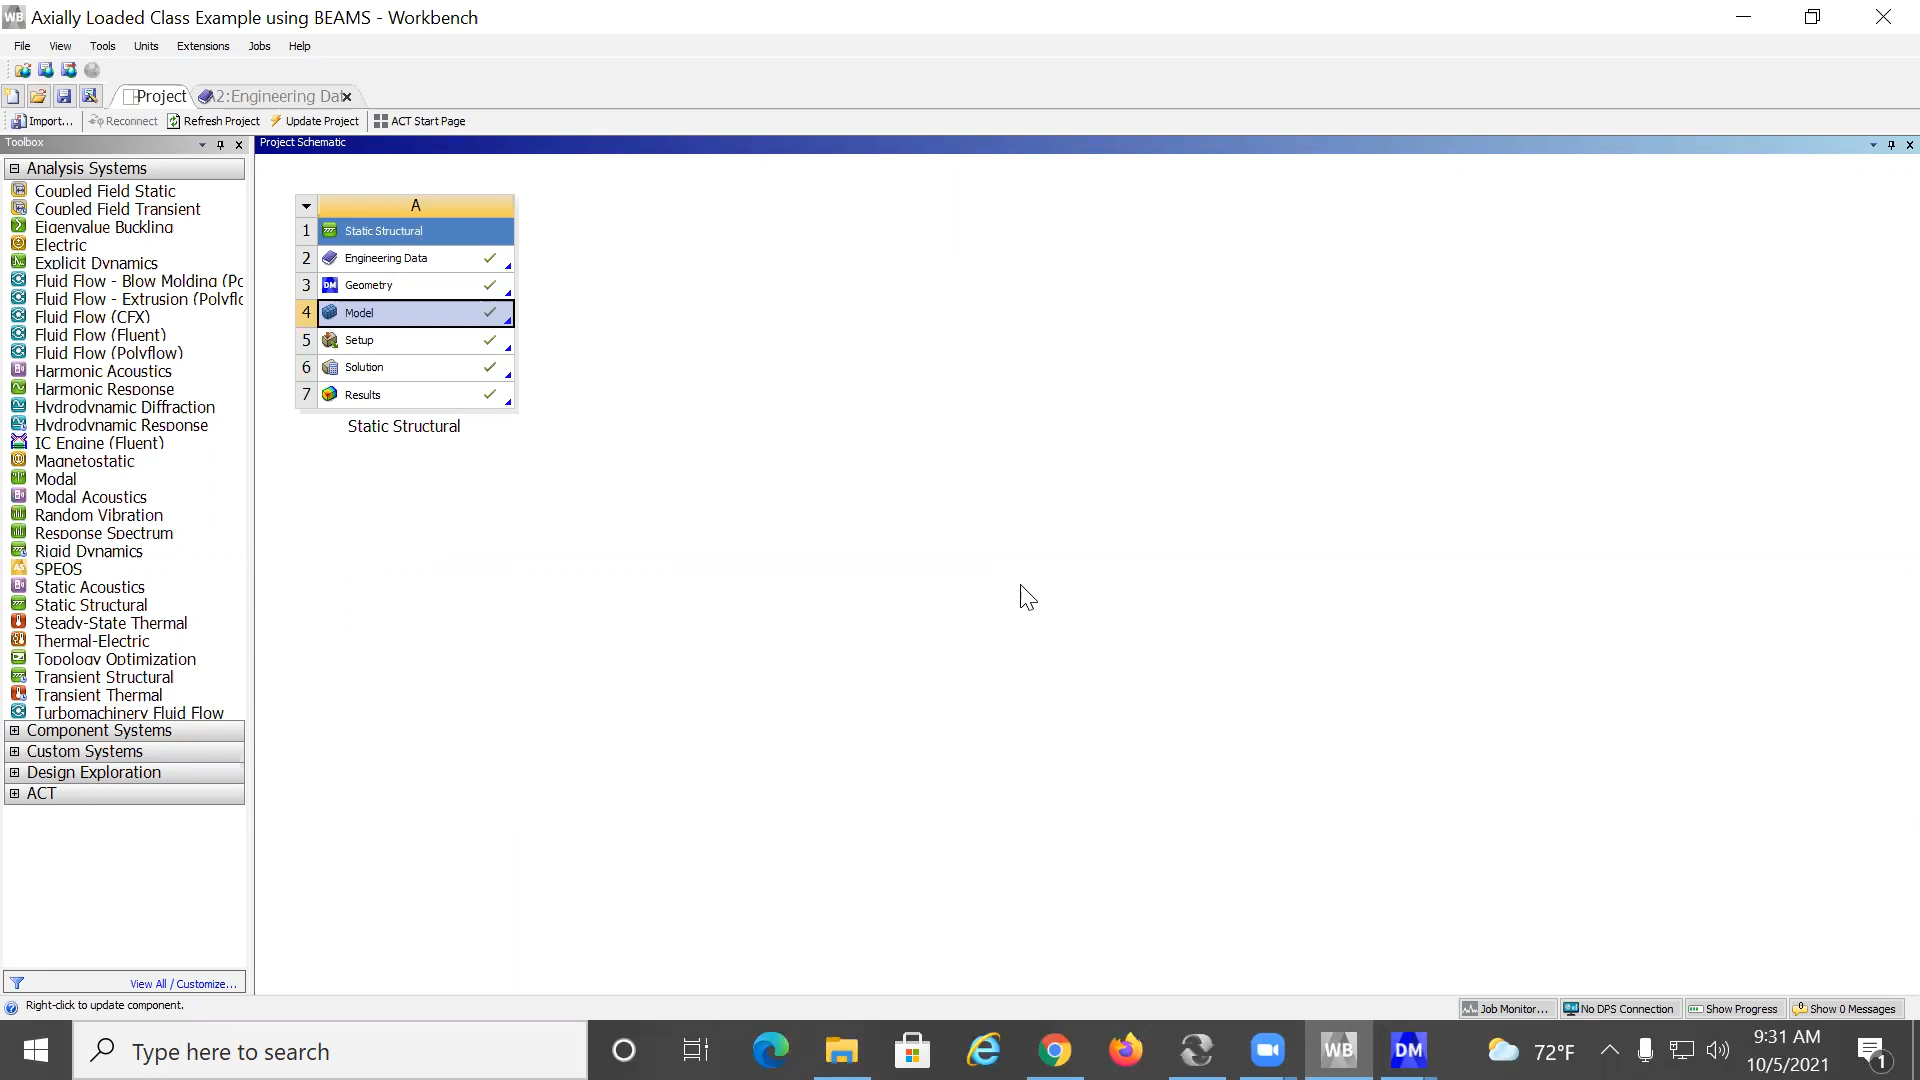 WB Axially Loaded Class Example using BEAMS - Workbench
File View Tools Units Extensions Jobs Help
Project A2:Engineering Dat
Import... Reconnect Refresh Project Update Project ACT Start Page
Toolbox
Project Schematic
Analysis Systems
Coupled Field Static
Coupled Field Transient
Eigenvalue Buckling
Electric
Explicit Dynamics
Fluid Flow - Blow Molding (Po
Fluid Flow - Extrusion (Polyflo
Fluid Flow (CFX)
Fluid Flow (Fluent)
Fluid Flow (Polyflow)
Harmonic Acoustics
Harmonic Response
Hydrodynamic Diffraction
Hydrodynamic Response
IC Engine (Fluent)
Magnetostatic
Modal
Modal Acoustics
Random Vibration
Response Spectrum
Rigid Dynamics
SPEOS
Static Acoustics
Static Structural
Steady-State Thermal
Thermal-Electric
Topology Optimization
Transient Structural
Transient Thermal
Turbomachinery Fluid Flow
Component Systems
Custom Systems
Design Exploration
ACT
View All / Customize...
A
1 Static Structural
2 Engineering Data
3 DM Geometry
4 Model
5 Setup
6 Solution
7 Results
Static Structural
Right-click to update component.
Job Monitor... No DPS Connection Show Progress Show 0 Messages
Type here to search
WB DM
72°F
9:31 AM
10/5/2021
1